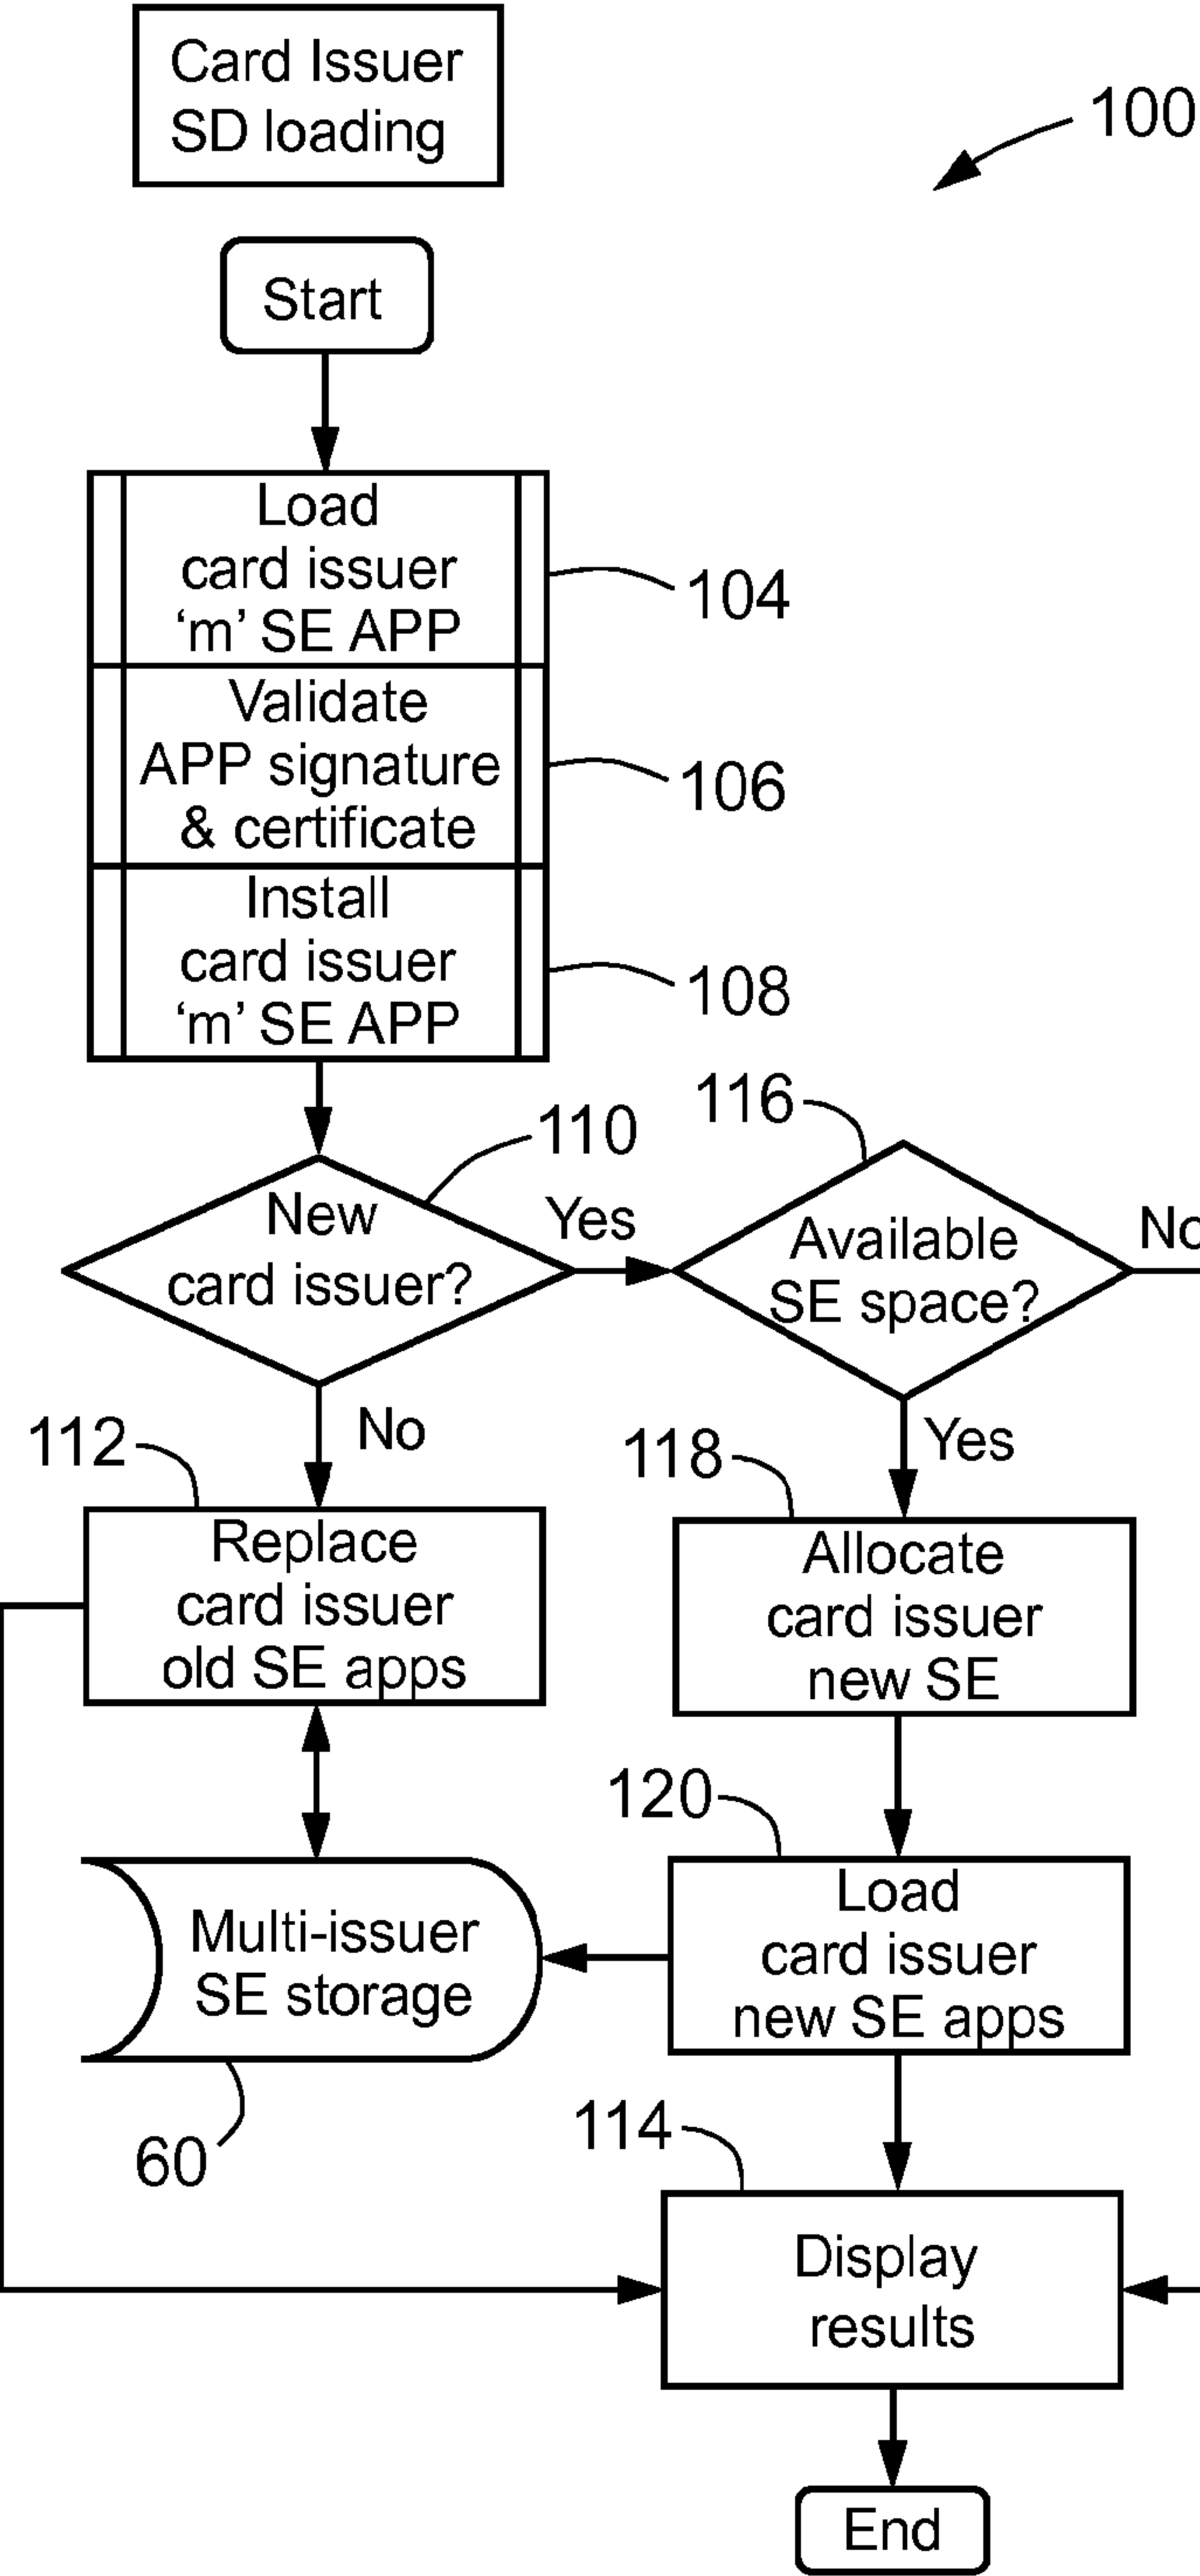 Card Issuer
SD loading
100
Start
Load
card issuer
‘m’ SE APP
104
Validate
APP signature
& certificate
106
Install
card issuer
‘m’ SE APP
108
110
116
New
card issuer?
Yes
Available
SE space?
No
No
Yes
112
118
Replace
card issuer
old SE apps
Allocate
card issuer
new SE
120
Load
card issuer
new SE apps
Multi-issuer
SE storage
60
114
Display
results
End